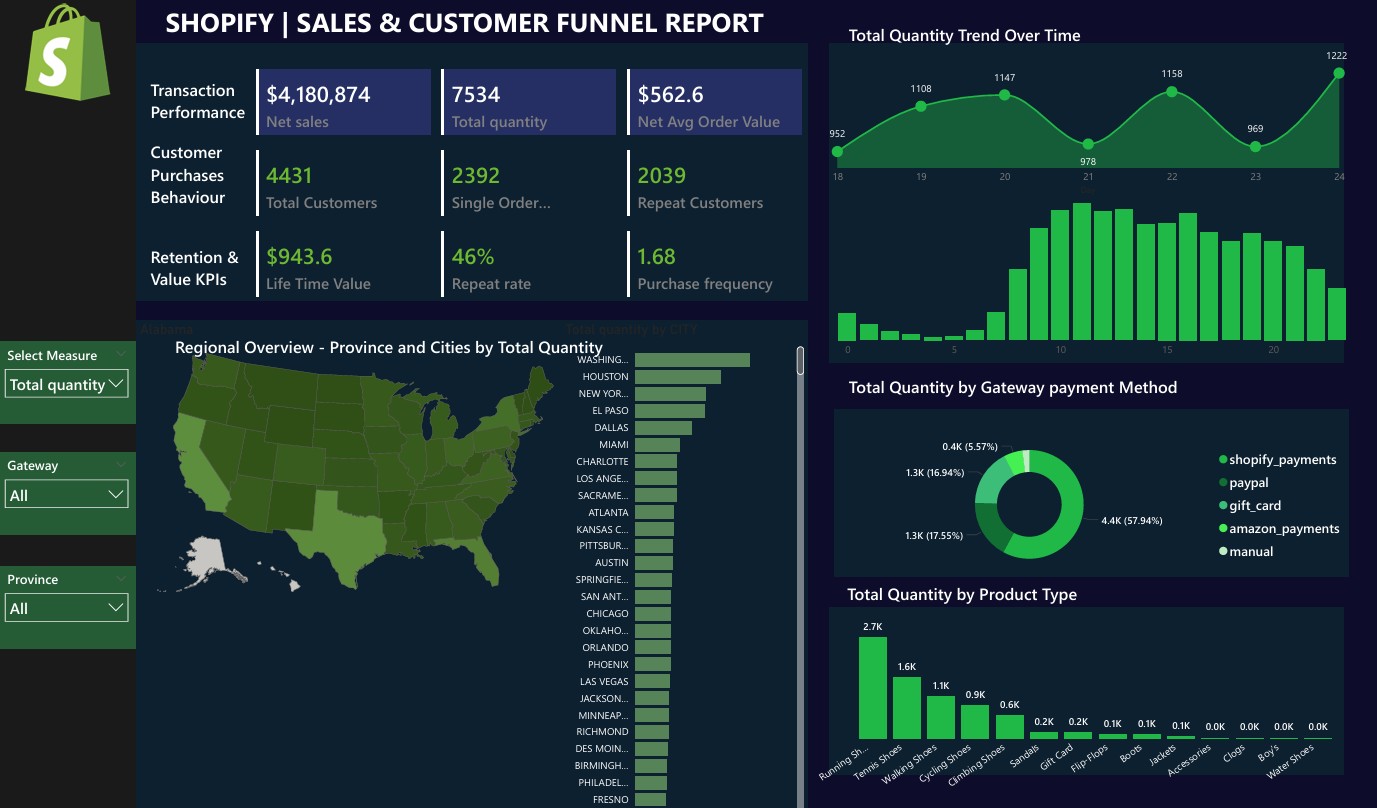 SHOPIFY | SALES & CUSTOMER FUNNEL REPORT
Transaction
Performance
$4,180,874
Net sales
7534
Total quantity
$562.6
Net Avg Order Value
Customer
Purchases
Behaviour
4431
Total Customers
2392
Single Order...
2039
Repeat Customers
Retention &
Value KPIs
$943.6
Life Time Value
46%
Repeat rate
1.68
Purchase frequency
Select Measure
Total quantity
Gateway
All
Province
All
Alabama
Total quantity by CITY
Regional Overview - Province and Cities by Total Quantity
WASHING...
HOUSTON
NEW YOR...
EL PASO
DALLAS
MIAMI
CHARLOTTE
LOS ANGE...
SACRAME...
ATLANTA
KANSAS C...
PITTSBUR...
AUSTIN
SPRINGFIE...
SAN ANT...
CHICAGO
OKLAHO...
ORLANDO
PHOENIX
LAS VEGAS
JACKSON...
MINNEAP...
RICHMOND
DES MOIN...
BIRMINGH...
PHILADEL...
FRESNO
Total Quantity Trend Over Time
952
1108
1147
978
1158
969
1222
18 19 20 21 22 23 24
0 5 10 15 20
Total Quantity by Gateway payment Method
0.4K (5.57%)
1.3K (16.94%)
1.3K (17.55%)
4.4K (57.94%)
shopify_payments
paypal
gift_card
amazon_payments
manual
Total Quantity by Product Type
2.7K
1.6K
1.1K
0.9K
0.6K
0.2K
0.2K
0.1K
0.1K
0.1K
0.0K
0.0K
0.0K
0.0K
Running Sh...
Tennis Shoes
Walking Shoes
Cycling Shoes
Climbing Shoes
Sandals
Gift Card
Flip-Flops
Boots
Jackets
Accessories
Clogs
Boy's
Water Shoes